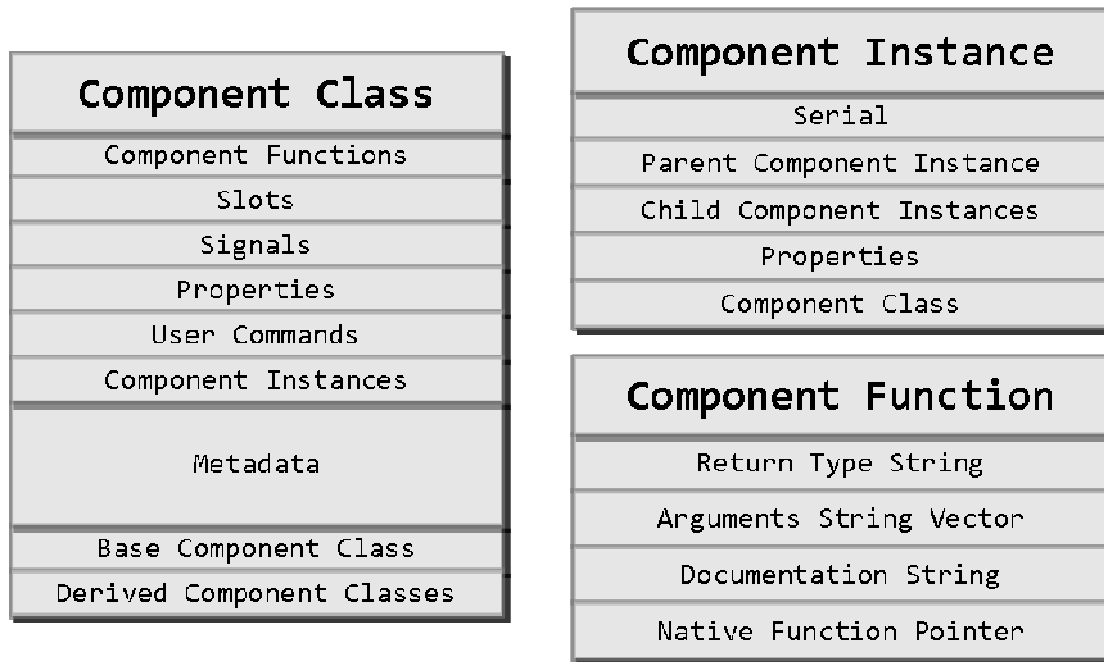 Component Class
Component Functions
Slots
Signals
Properties
User Commands
Component Instances
Metadata
Base Component Class
Derived Component Classes
Component Instance
Serial
Parent Component Instance
Child Component Instances
Properties
Component Class
Component Function
Return Type String
Arguments String Vector
Documentation String
Native Function Pointer